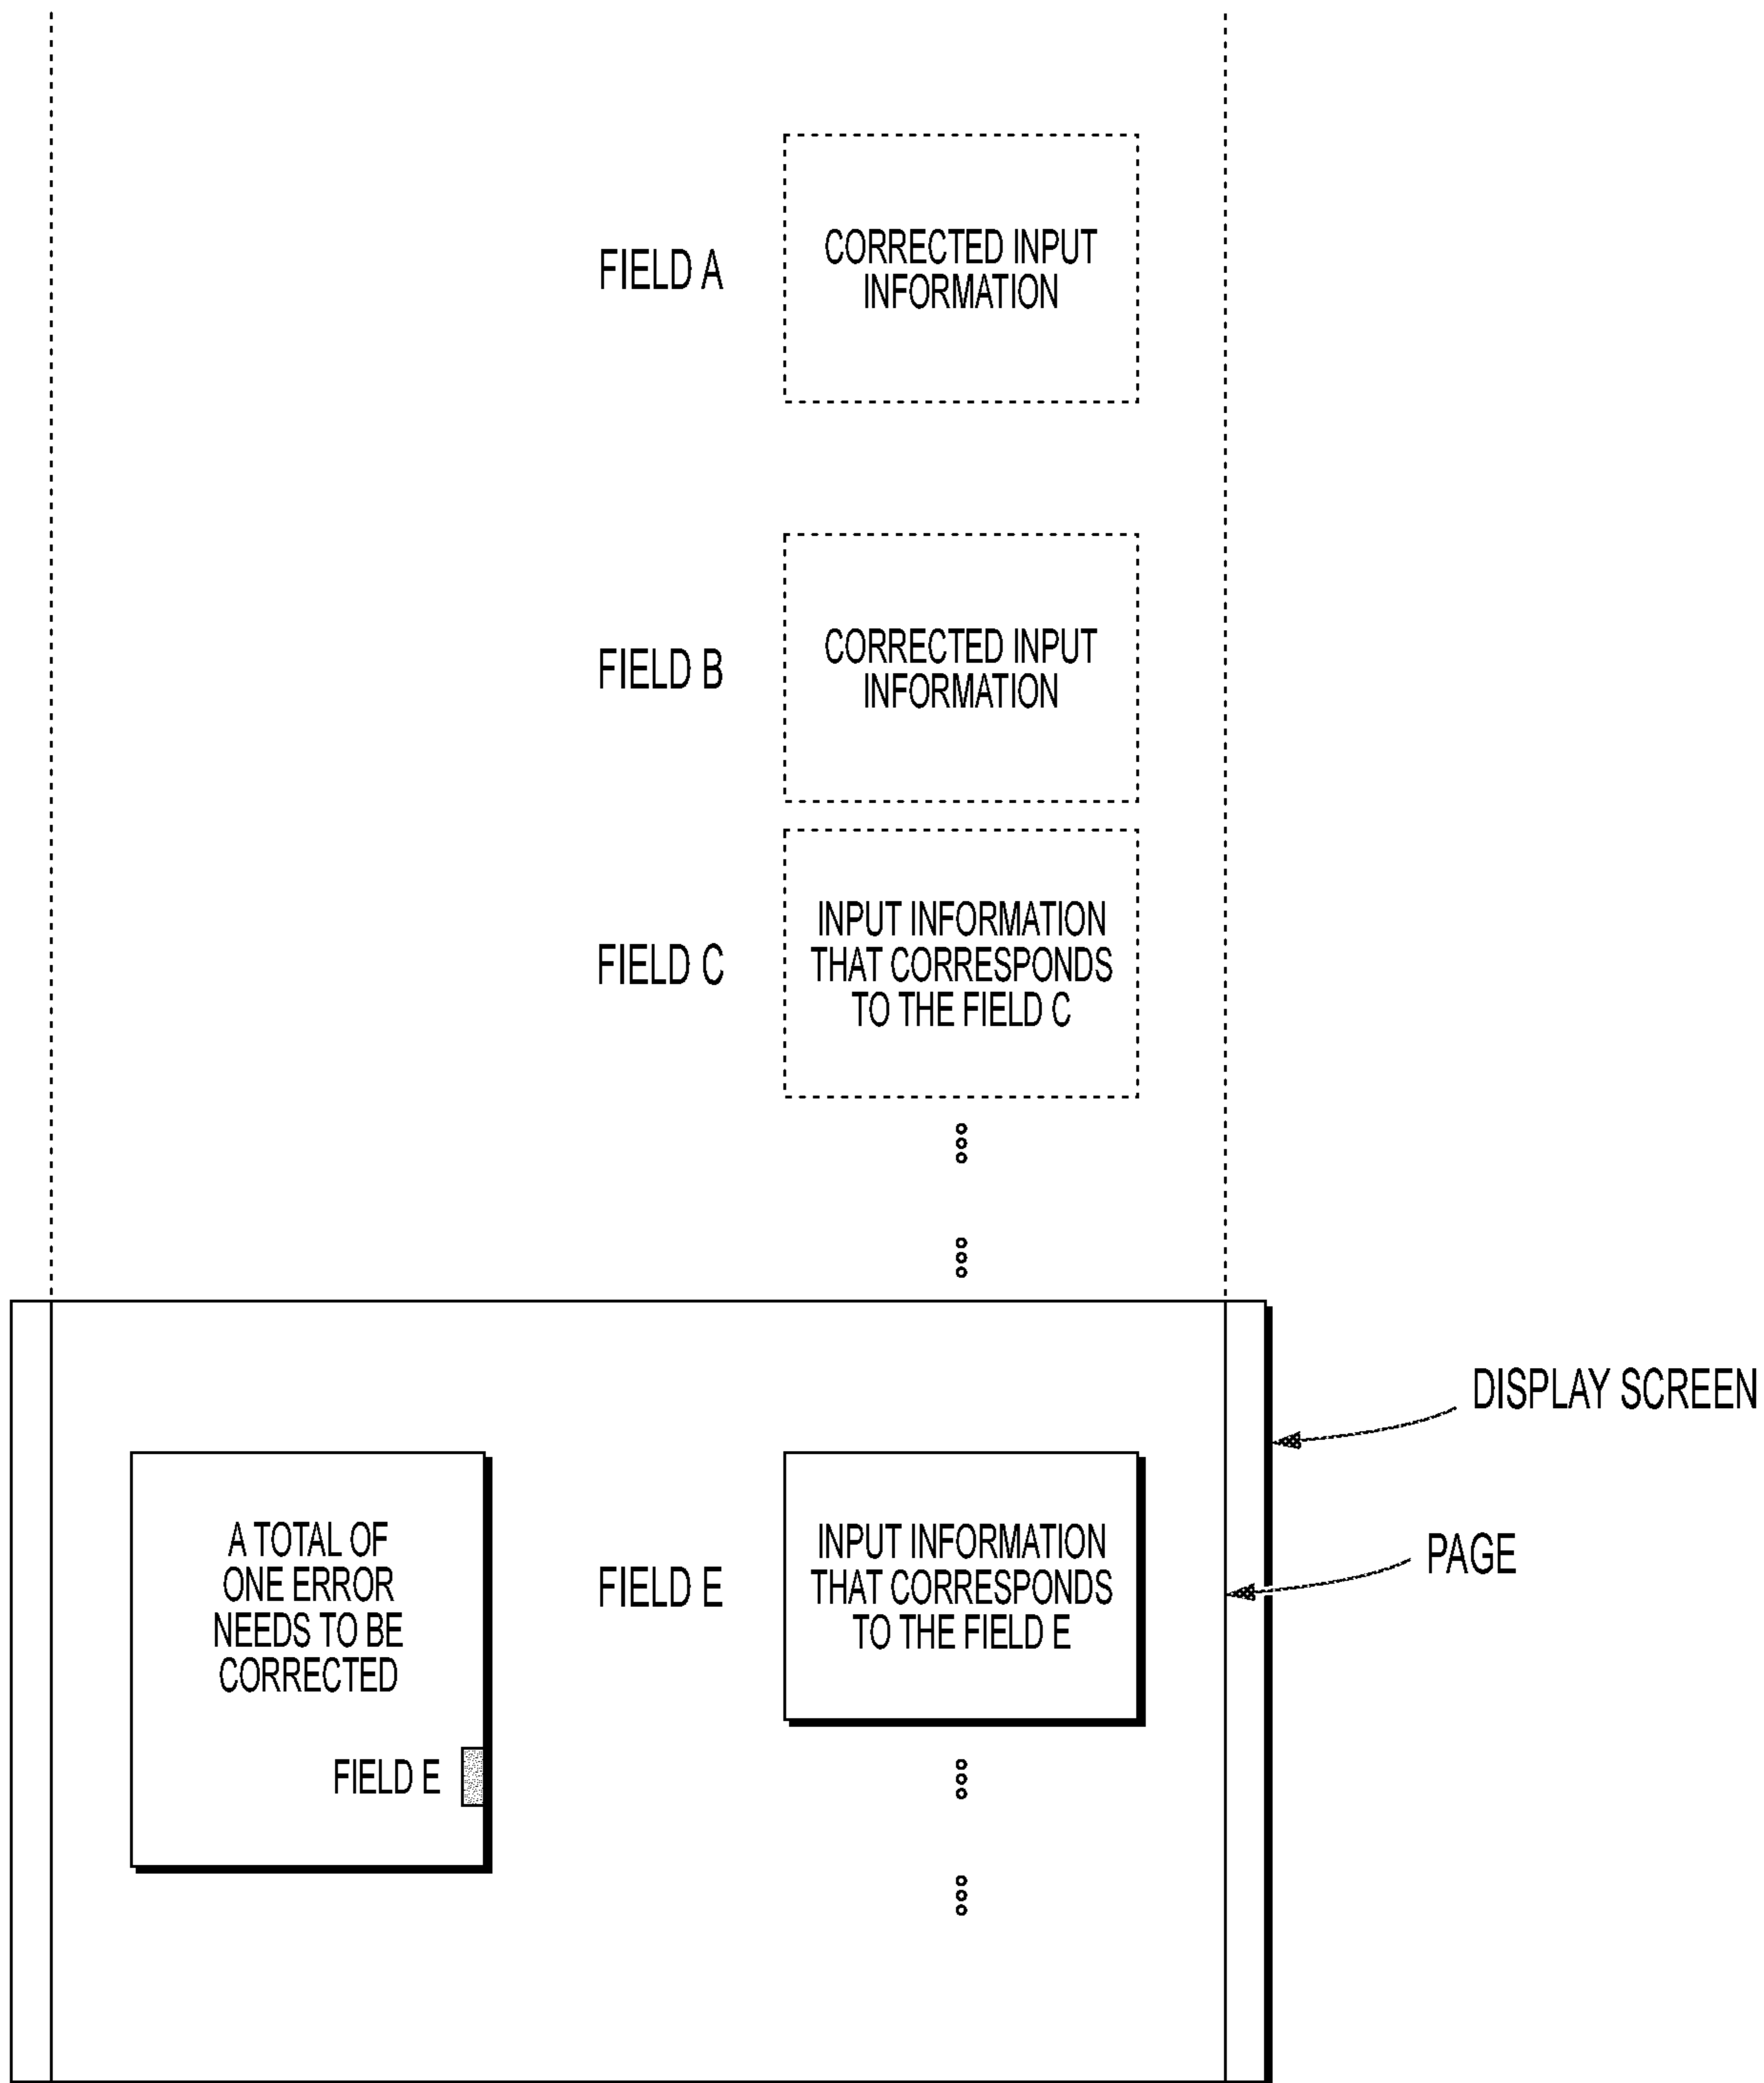 FIELD A
CORRECTED INPUT
INFORMATION
FIELD B
CORRECTED INPUT
INFORMATION
FIELD C
INPUT INFORMATION
THAT CORRESPONDS
TO THE FIELD C
DISPLAY SCREEN
A TOTAL OF
ONE ERROR
NEEDS TO BE
CORRECTED
FIELD E
FIELD E
INPUT INFORMATION
THAT CORRESPONDS
TO THE FIELD E
PAGE